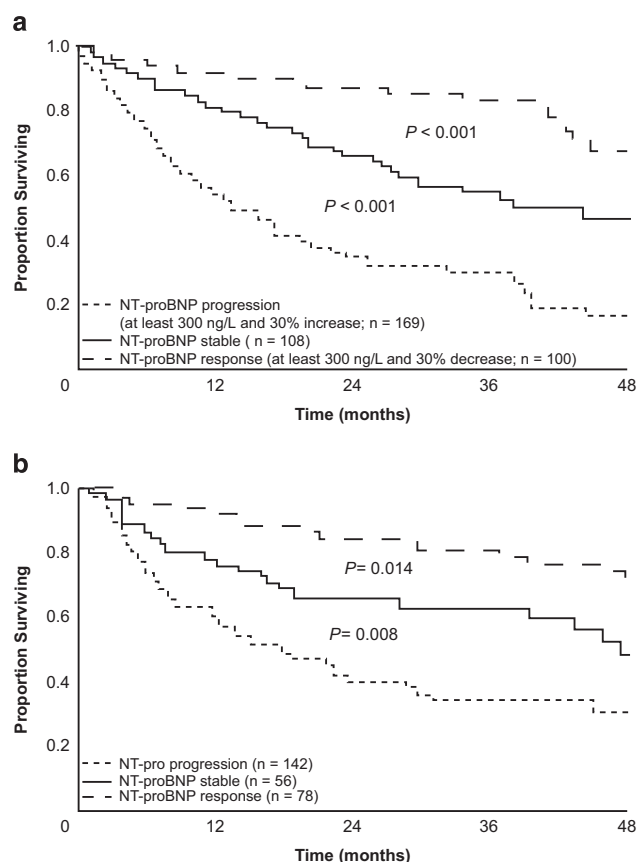 a
1.0
0.8
0.6
0.4
0.2
0
Proportion Surviving
P < 0.001
P < 0.001
NT-proBNP progression
(at least 300 ng/L and 30% increase; n = 169)
NT-proBNP stable ( n = 108)
NT-proBNP response (at least 300 ng/L and 30% decrease; n = 100)
12 24 36 48
Time (months)
b
1.0
0.8
0.6
0.4
0.2
0
Proportion Surviving
P= 0.014
P= 0.008
NT-pro progression (n = 142)
NT-proBNP stable (n = 56)
NT-proBNP response (n = 78)
12 24 36 48
Time (months)